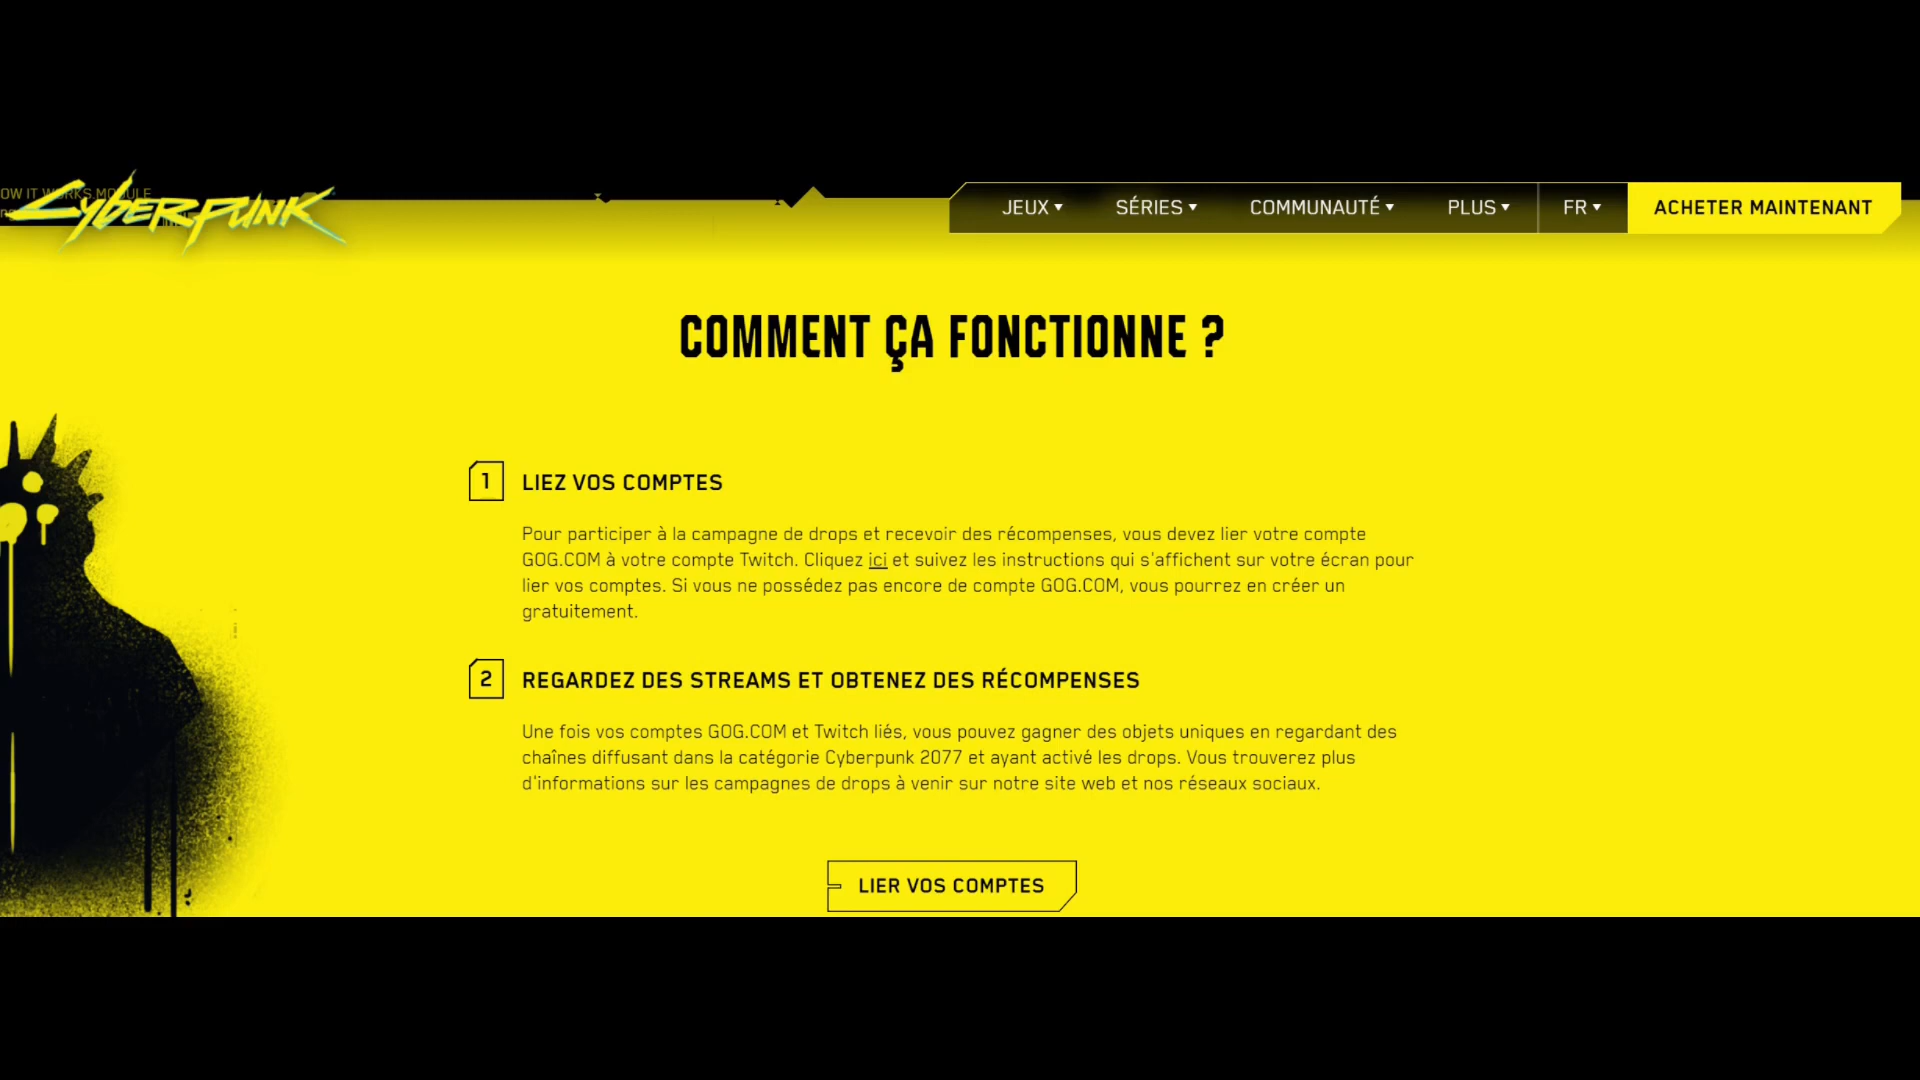 OW IT WORKS.MODULE
CYBERPUNK
JEUX SÉRIES COMMUNAUTÉ PLUS FR ACHETER MAINTENANT
COMMENT ÇA FONCTIONNE ?
1 LIEZ VOS COMPTES
Pour participer à la campagne de drops et recevoir des récompenses, vous devez lier votre compte
GOG.COM à votre compte Twitch. Cliquez ici et suivez les instructions qui s'affichent sur votre écran pour
lier vos comptes. Si vous ne possédez pas encore de compte GOG.COM, vous pourrez en créer un
gratuitement.
2 REGARDEZ DES STREAMS ET OBTENEZ DES RÉCOMPENSES
Une fois vos comptes GOG.COM et Twitch liés, vous pouvez gagner des objets uniques en regardant des
chaînes diffusant dans la catégorie Cyberpunk 2077 et ayant activé les drops. Vous trouverez plus
d'informations sur les campagnes de drops à venir sur notre site web et nos réseaux sociaux.
LIER VOS COMPTES